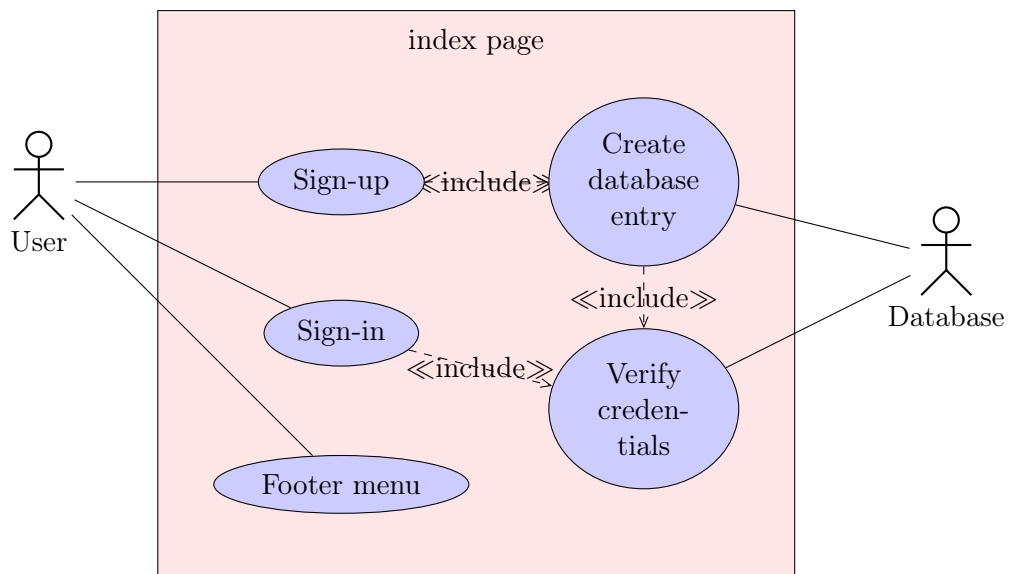 index page
Sign-up
≪include≫
Create
database
entry
User
Database
≪include≫
Sign-in
≪include≫
Verify
creden-
tials
Footer menu